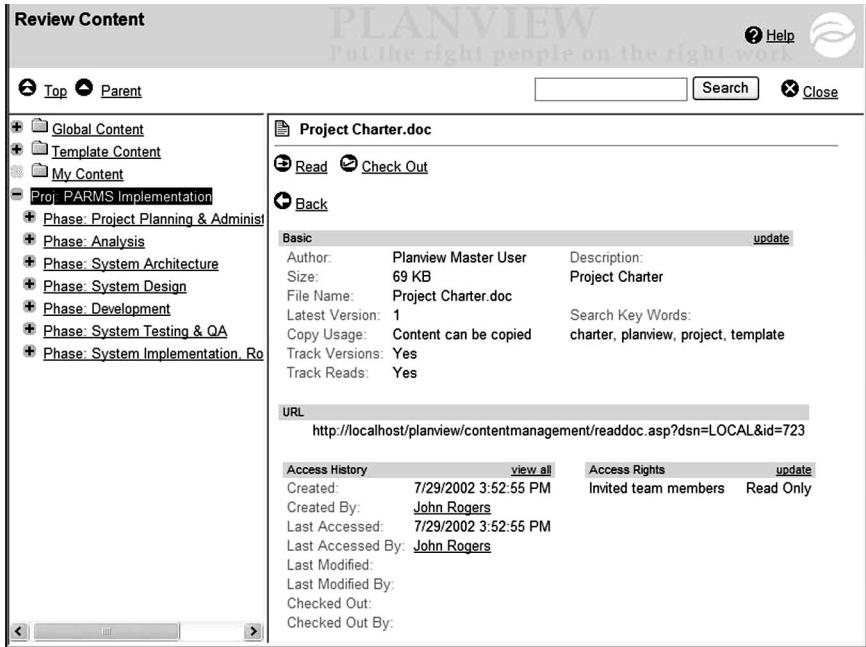 Review Content
PLANVIEW
Put the right people on the right work
Help
Top Parent
Search
Close
Global Content
Template Content
My Content
Proj: PARMS Implementation
Phase: Project Planning & Administ
Phase: Analysis
Phase: System Architecture
Phase: System Design
Phase: Development
Phase: System Testing & QA
Phase: System Implementation, Ro
Project Charter.doc
Read Check Out
Back
Basic update
Author: Planview Master User Description:
Size: 69 KB Project Charter
File Name: Project Charter.doc
Latest Version: 1 Search Key Words:
Copy Usage: Content can be copied charter, planview, project, template
Track Versions: Yes
Track Reads: Yes
URL
http://localhost/planview/contentmanagement/readdoc.asp?dsn=LOCAL&id=723
Access History view all Access Rights update
Created: 7/29/2002 3:52:55 PM Invited team members Read Only
Created By: John Rogers
Last Accessed: 7/29/2002 3:52:55 PM
Last Accessed By: John Rogers
Last Modified:
Last Modified By:
Checked Out:
Checked Out By: